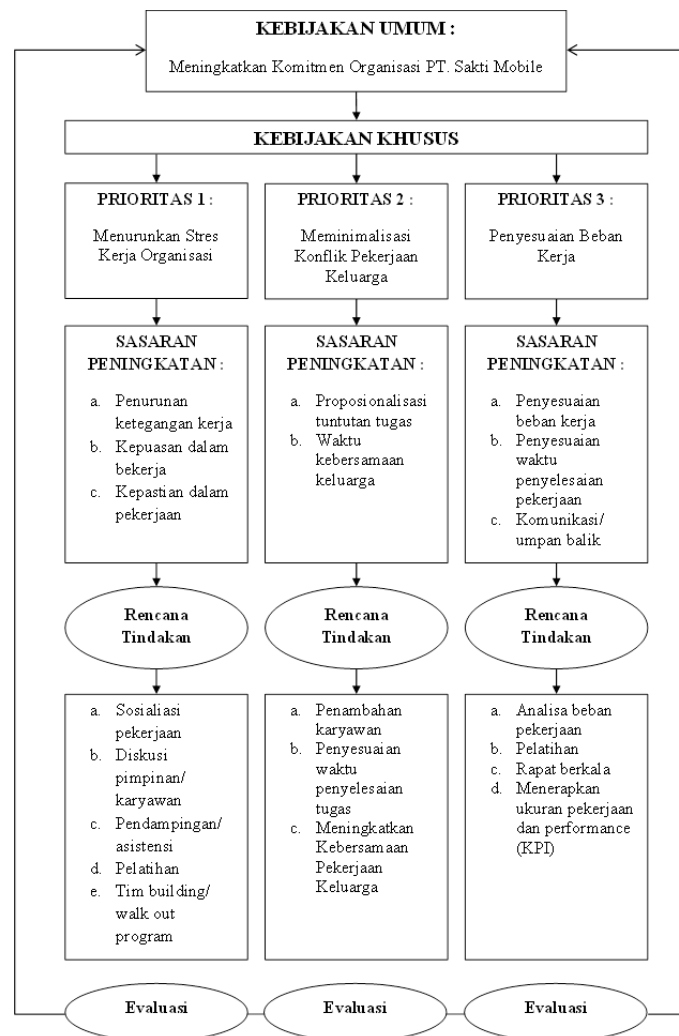 KEBIJAKAN UMUM :
Meningkatkan Komitmen Organisasi PT. Sakti Mobile
KEBIJAKAN KHUSUS
PRIORITAS 1 :
Menurunkan Stres
Kerja Organisasi
PRIORITAS 2 :
Meminimalisasi
Konflik Pekerjaan
Keluarga
PRIORITAS 3 :
Penyesuaian Beban
Kerja
SASARAN
PENINGKATAN :
a. Penurunan
ketegangan kerja
b. Kepuasan dalam
bekerja
c. Kepastian dalam
pekerjaan
SASARAN
PENINGKATAN :
a. Proposionalisasi
tuntutan tugas
b. Waktu
kebersamaan
keluarga
SASARAN
PENINGKATAN :
a. Penyesuaian
beban kerja
b. Penyesuaian
waktu
penyelesaian
pekerjaan
c. Komunikasi/
umpan balik
Rencana
Tindakan
Rencana
Tindakan
Rencana
Tindakan
a. Sosialiasi
pekerjaan
b. Diskusi
pimpinan/
karyawan
c. Pendampingan/
asistensi
d. Pelatihan
e. Tim building/
walk out
program
a. Penambahan
karyawan
b. Penyesuaian
waktu
penyelesaian
tugas
c. Meningkatkan
Kebersamaan
Pekerjaan
Keluarga
a. Analisa beban
pekerjaan
b. Pelatihan
c. Rapat berkala
d. Menerapkan
ukuran pekerjaan
dan performance
(KPI)
Evaluasi
Evaluasi
Evaluasi